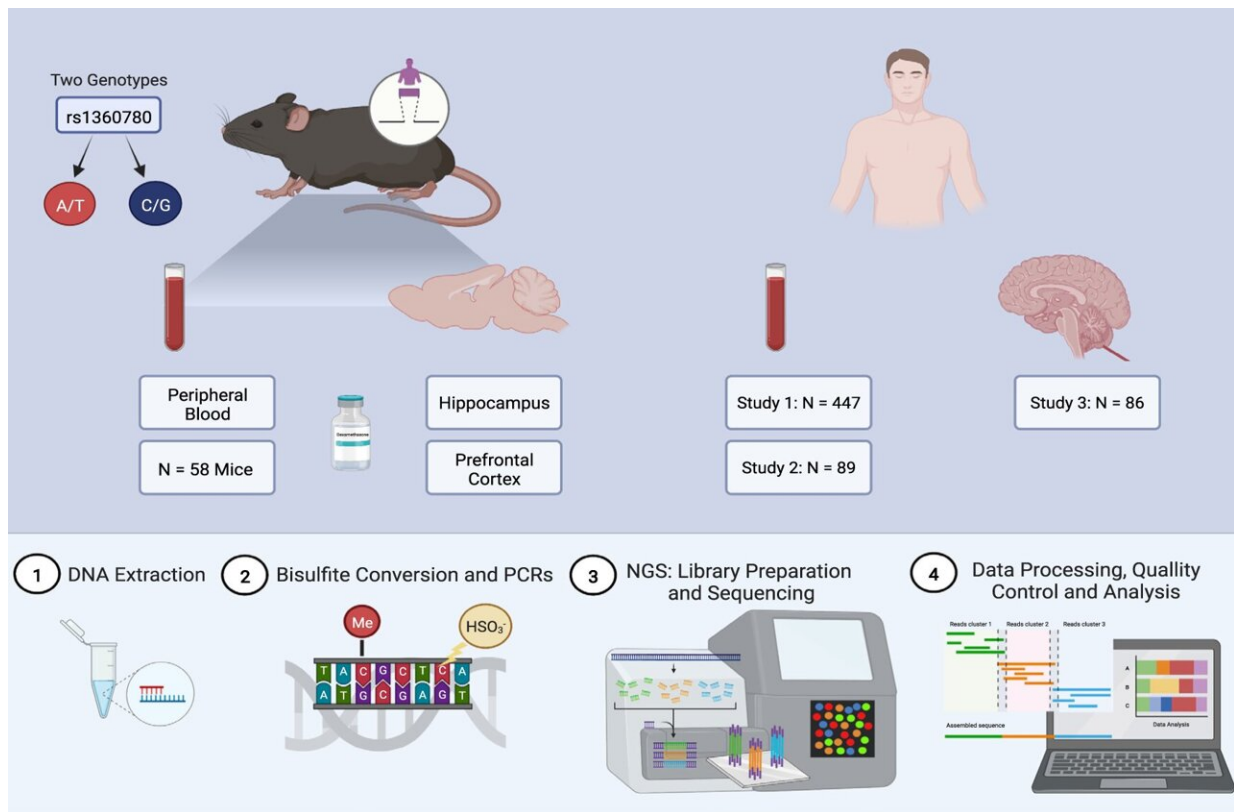 Two Genotypes
rs1360780
A/T
C/G
Peripheral
Blood
N = 58 Mice
Dexamethasone
Hippocampus
Prefrontal
Cortex
Study 1: N = 447
Study 2: N = 89
Study 3: N = 86
1
DNA Extraction
2
Bisulfite Conversion and PCRs
Me
HSO₃⁻
T A C G C T C A
A T G C G A G T
3
NGS: Library Preparation
and Sequencing
4
Data Processing, Quallity
Control and Analysis
Reads cluster 1
Reads cluster 2
Reads cluster 3
Assembled sequence
A
B
C
Data Analysis